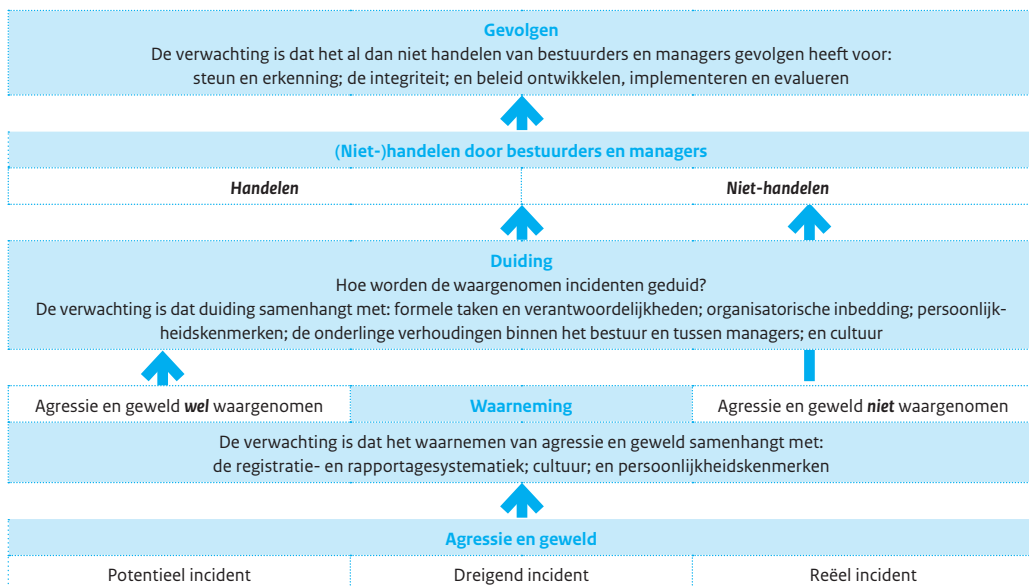 Gevolgen
De verwachting is dat het al dan niet handelen van bestuurders en managers gevolgen heeft voor:
steun en erkenning; de integriteit; en beleid ontwikkelen, implementeren en evalueren
(Niet-)handelen door bestuurders en managers
Handelen
Niet-handelen
Duiding
Hoe worden de waargenomen incidenten geduid?
De verwachting is dat duiding samenhangt met: formele taken en verantwoordelijkheden; organisatorische inbedding; persoonlijk-
heidskenmerken; de onderlinge verhoudingen binnen het bestuur en tussen managers; en cultuur
Agressie en geweld wel waargenomen
Waarneming
Agressie en geweld niet waargenomen
De verwachting is dat het waarnemen van agressie en geweld samenhangt met:
de registratie- en rapportagesystematiek; cultuur; en persoonlijkheidskenmerken
Agressie en geweld
Potentieel incident
Dreigend incident
Reëel incident